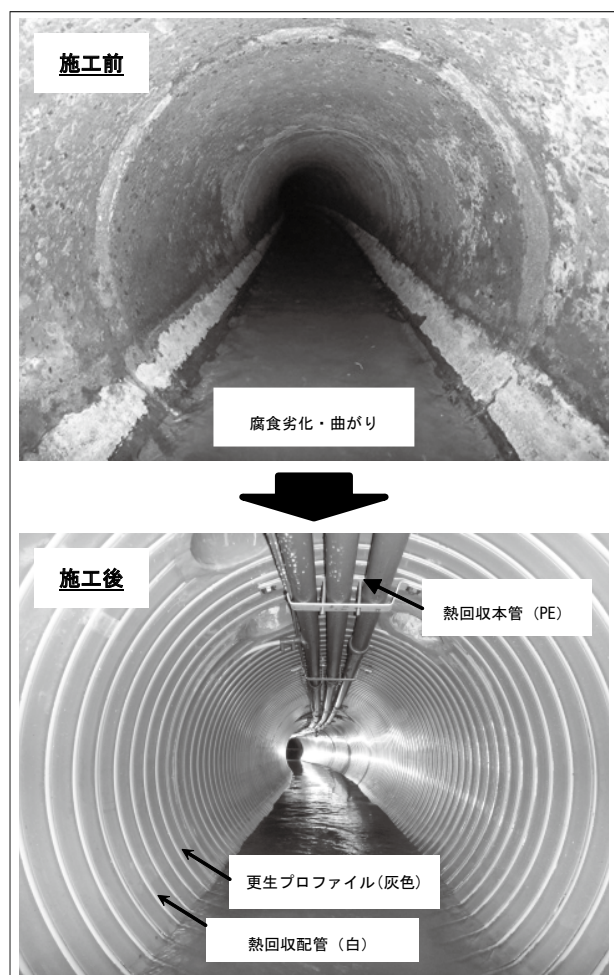 施工前
腐食劣化・曲がり
施工後
熱回収本管（PE）
更生プロファイル(灰色)
熱回収配管（白）